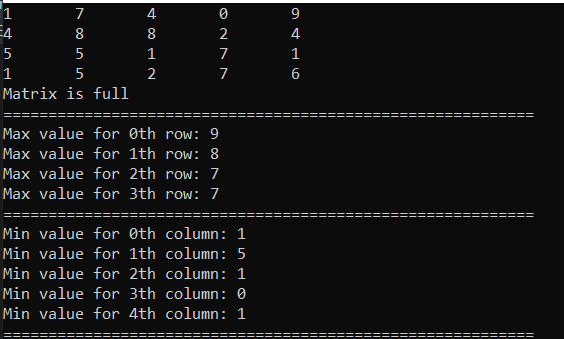 1 7 4 0 9
4 8 8 2 4
5 5 1 7 1
1 5 2 7 6
Matrix is full
===========================================================
Max value for 0th row: 9
Max value for 1th row: 8
Max value for 2th row: 7
Max value for 3th row: 7
===========================================================
Min value for 0th column: 1
Min value for 1th column: 5
Min value for 2th column: 1
Min value for 3th column: 0
Min value for 4th column: 1
===========================================================